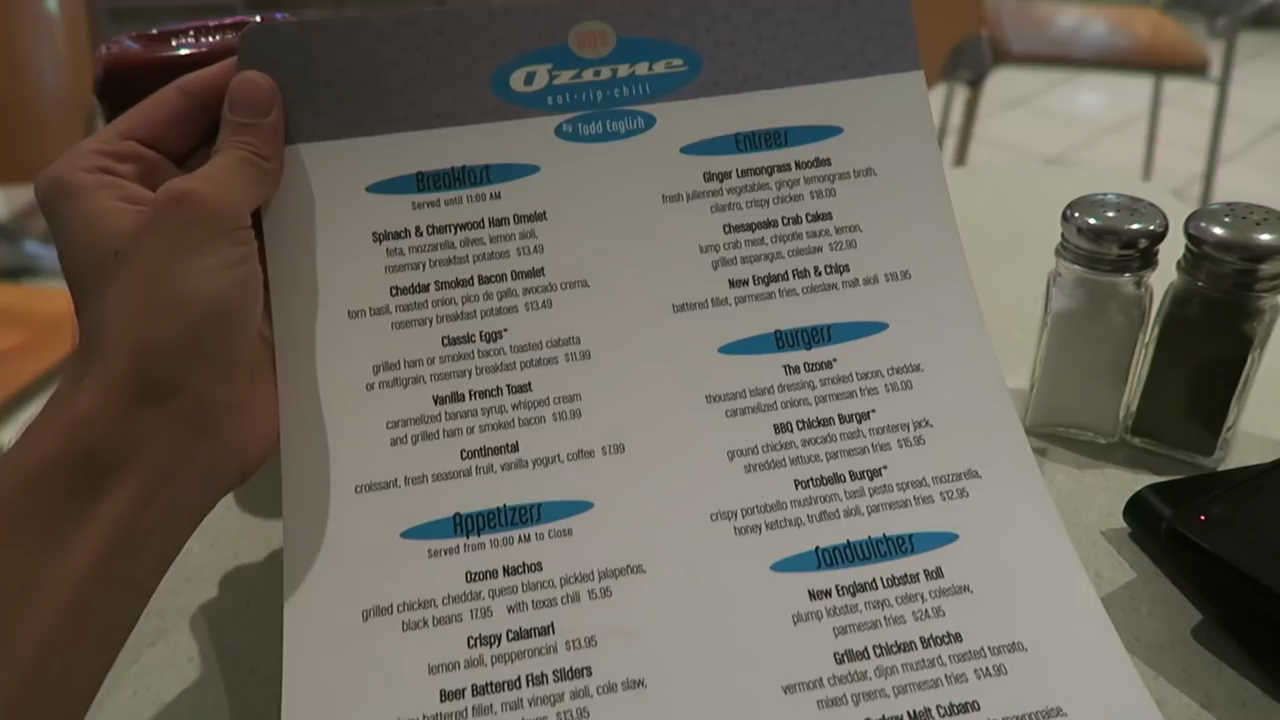 Ozone
eat·sip·chill
By Todd English
Breakfast
Served until 11:00 AM
Spinach & Cherrywood Ham Omelet
feta, mozzarella, olives, lemon aioli,
rosemary breakfast potatoes $13.49
Cheddar Smoked Bacon Omelet
torn basil, roasted onion, pico de gallo, avocado crema,
rosemary breakfast potatoes $13.49
Classic Eggs*
grilled ham or smoked bacon, toasted ciabatta
or multigrain, rosemary breakfast potatoes $11.99
Vanilla French Toast
caramelized banana syrup, whipped cream
and grilled ham or smoked bacon $10.99
Continental
croissant, fresh seasonal fruit, vanilla yogurt, coffee $7.99
Appetizers
Served from 10:00 AM to Close
Ozone Nachos
grilled chicken, cheddar, queso blanco, pickled jalapeños,
black beans 17.95 with texas chili 15.95
Crispy Calamari
lemon aioli, pepperoncini $13.95
Beer Battered Fish Sliders
battered fillet, malt vinegar aioli, cole slaw,
$13.95
Entrees
Ginger Lemongrass Noodles
fresh julienned vegetables, ginger lemongrass broth,
cilantro, crispy chicken $18.00
Chesapeake Crab Cakes
lump crab meat, chipotle sauce, lemon,
grilled asparagus, coleslaw $22.90
New England Fish & Chips
battered fillet, parmesan fries, coleslaw, malt aioli $19.95
Burgers
The Ozone*
thousand island dressing, smoked bacon, cheddar,
caramelized onions, parmesan fries $16.00
BBQ Chicken Burger*
ground chicken, avocado mash, monterey jack,
shredded lettuce, parmesan fries $15.95
Portobello Burger*
crispy portobello mushroom, basil pesto spread, mozzarella,
honey ketchup, truffled aioli, parmesan fries $12.95
Sandwiches
New England Lobster Roll
plump lobster, mayo, celery, coleslaw,
parmesan fries $24.95
Grilled Chicken Brioche
vermont cheddar, dijon mustard, roasted tomato,
mixed greens, parmesan fries $14.90
Melt Cubano
mayonnaise,